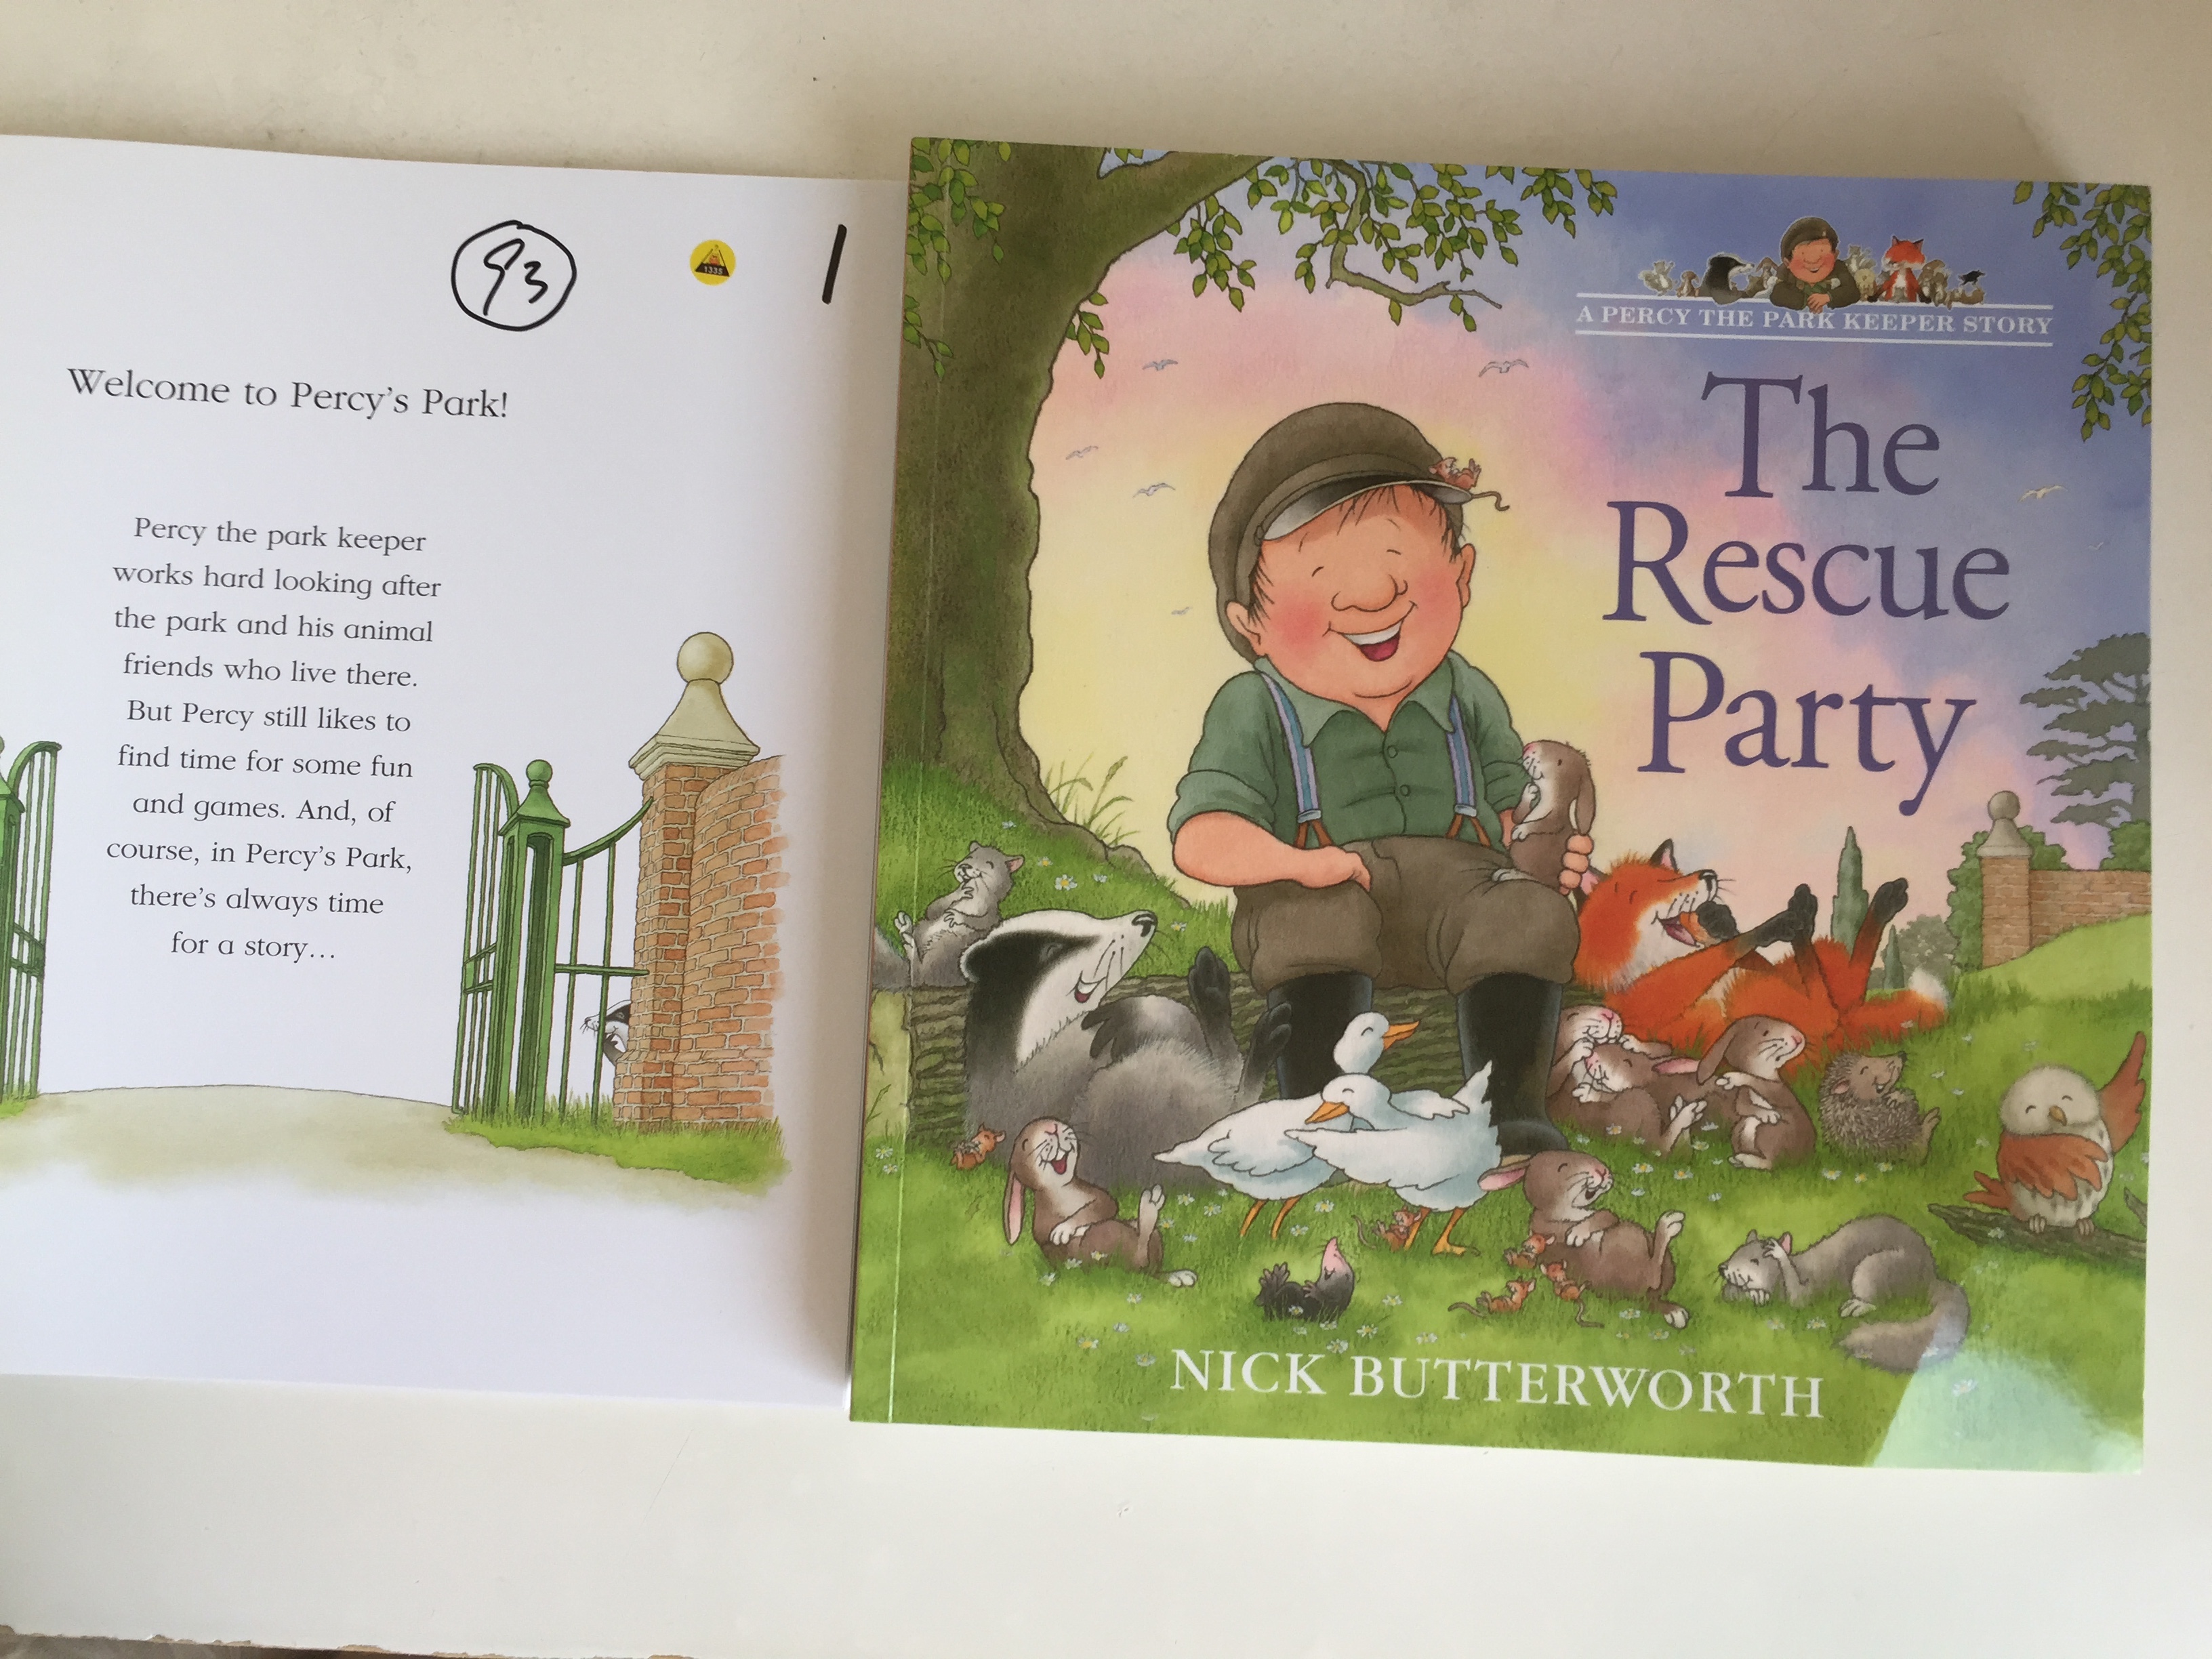 93
1335
1
Welcome to Percy's Park!
Percy the park keeper
works hard looking after
the park and his animal
friends who live there.
But Percy still likes to
find time for some fun
and games. And, of
course, in Percy's Park,
there's always time
for a story...
A PERCY THE PARK KEEPER STORY
The
Rescue
Party
NICK BUTTERWORTH